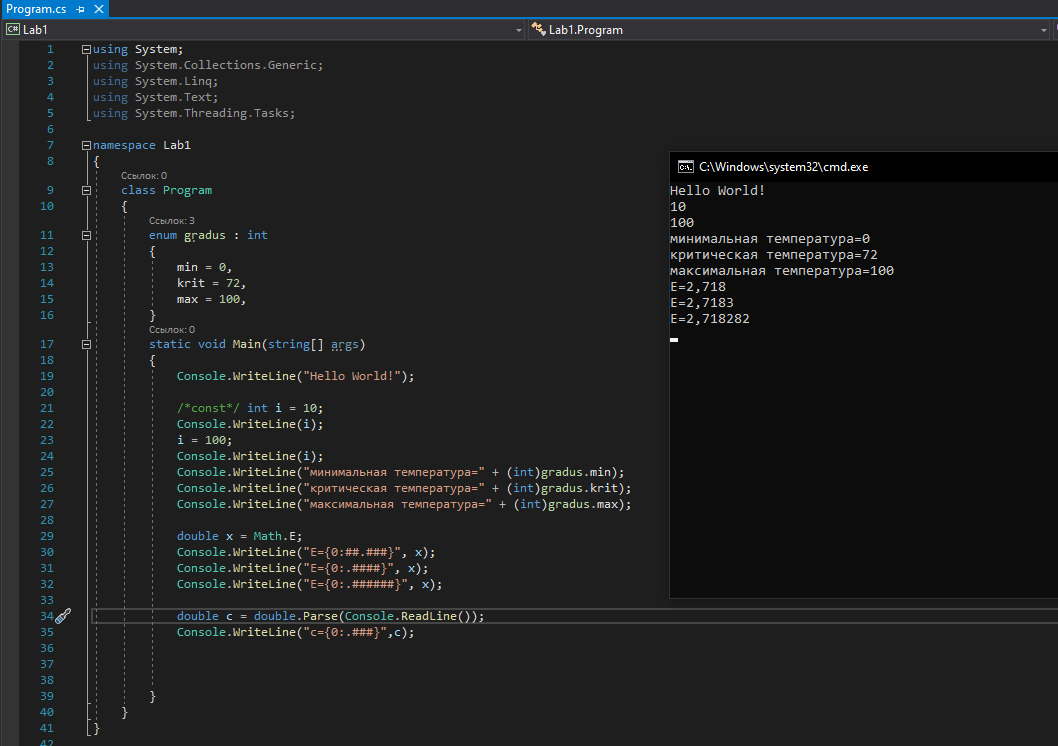 Program.cs
C# Lab1
Lab1.Program
1 using System;
2 using System.Collections.Generic;
3 using System.Linq;
4 using System.Text;
5 using System.Threading.Tasks;
6
7 namespace Lab1
8 {
Ссылок: 0
9 class Program
10 {
Ссылок: 3
11 enum gradus : int
12 {
13 min = 0,
14 krit = 72,
15 max = 100,
16 }
Ссылок: 0
17 static void Main(string[] args)
18 {
19 Console.WriteLine("Hello World!");
20
21 /*const*/ int i = 10;
22 Console.WriteLine(i);
23 i = 100;
24 Console.WriteLine(i);
25 Console.WriteLine("минимальная температура=" + (int)gradus.min);
26 Console.WriteLine("критическая температура=" + (int)gradus.krit);
27 Console.WriteLine("максимальная температура=" + (int)gradus.max);
28
29 double x = Math.E;
30 Console.WriteLine("E={0:##.###}", x);
31 Console.WriteLine("E={0:.####}", x);
32 Console.WriteLine("E={0:.######}", x);
33
34 double c = double.Parse(Console.ReadLine());
35 Console.WriteLine("c={0:.###}",c);
36
37
38
39 }
40 }
41 }
42
C:\Windows\system32\cmd.exe
Hello World!
10
100
минимальная температура=0
критическая температура=72
максимальная температура=100
E=2,718
E=2,7183
E=2,718282